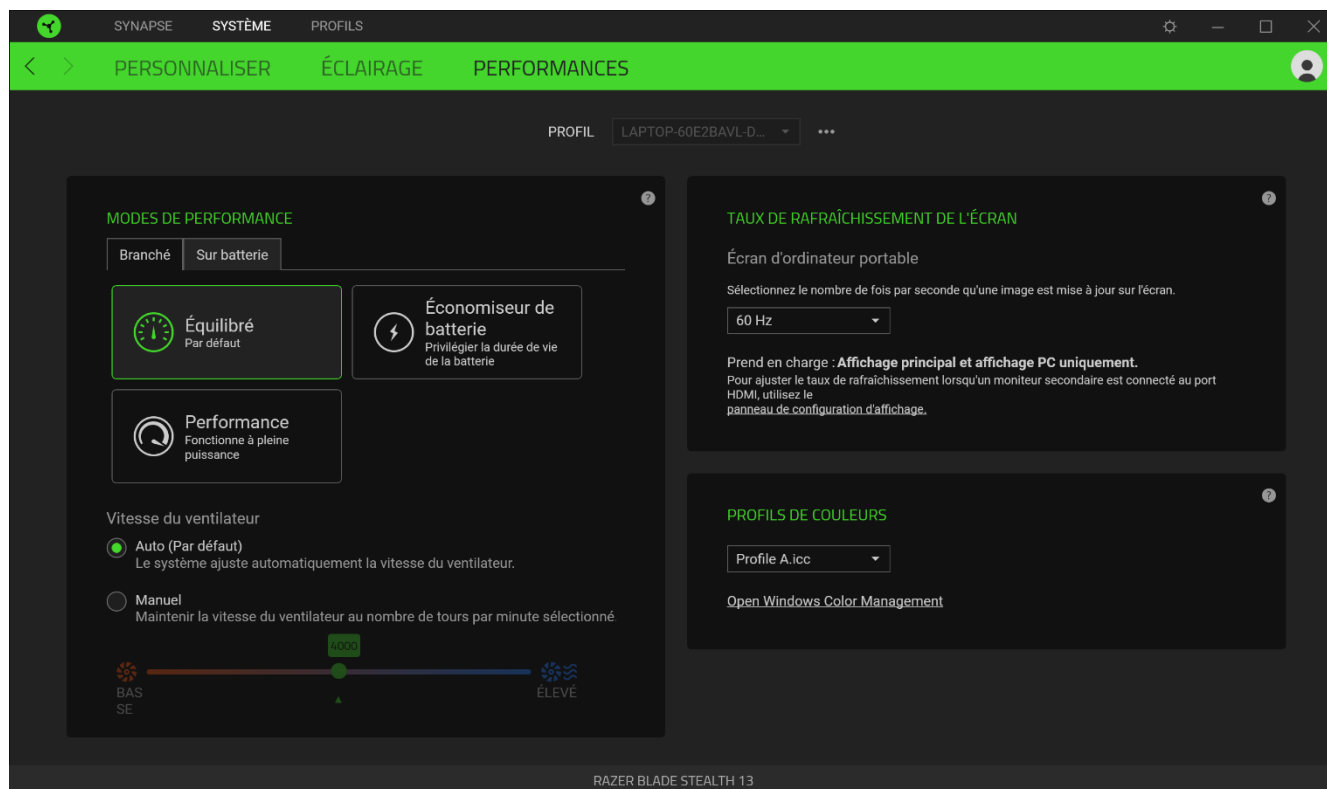 SYNAPSE SYSTÈME PROFILS
PERSONNALISER ÉCLAIRAGE PERFORMANCES
PROFIL LAPTOP-60E2BAVL-D...
MODES DE PERFORMANCE
Branché Sur batterie
Équilibré
Par défaut
Économiseur de
batterie
Privilégier la durée de vie
de la batterie
Performance
Fonctionne à pleine
puissance
Vitesse du ventilateur
Auto (Par défaut)
Le système ajuste automatiquement la vitesse du ventilateur.
Manuel
Maintenir la vitesse du ventilateur au nombre de tours par minute sélectionné.
4000
BAS
SE
ÉLEVÉ
TAUX DE RAFRAÎCHISSEMENT DE L'ÉCRAN
Écran d'ordinateur portable
Sélectionnez le nombre de fois par seconde qu'une image est mise à jour sur l'écran.
60 Hz
Prend en charge : Affichage principal et affichage PC uniquement.
Pour ajuster le taux de rafraîchissement lorsqu'un moniteur secondaire est connecté au port
HDMI, utilisez le
panneau de configuration d'affichage.
PROFILS DE COULEURS
Profile A.icc
Open Windows Color Management
RAZER BLADE STEALTH 13